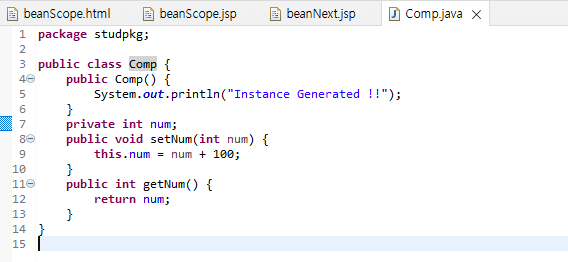 beanScope.html beanScope.jsp beanNext.jsp Comp.java
1 package studpkg;
2
3 public class Comp {
4 public Comp() {
5 System.out.println("Instance Generated !!");
6 }
7 private int num;
8 public void setNum(int num) {
9 this.num = num + 100;
10 }
11 public int getNum() {
12 return num;
13 }
14 }
15